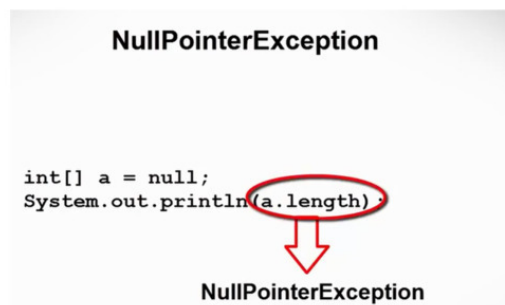 NullPointerException
int[] a = null;
System.out.println(a.length);
NullPointerException